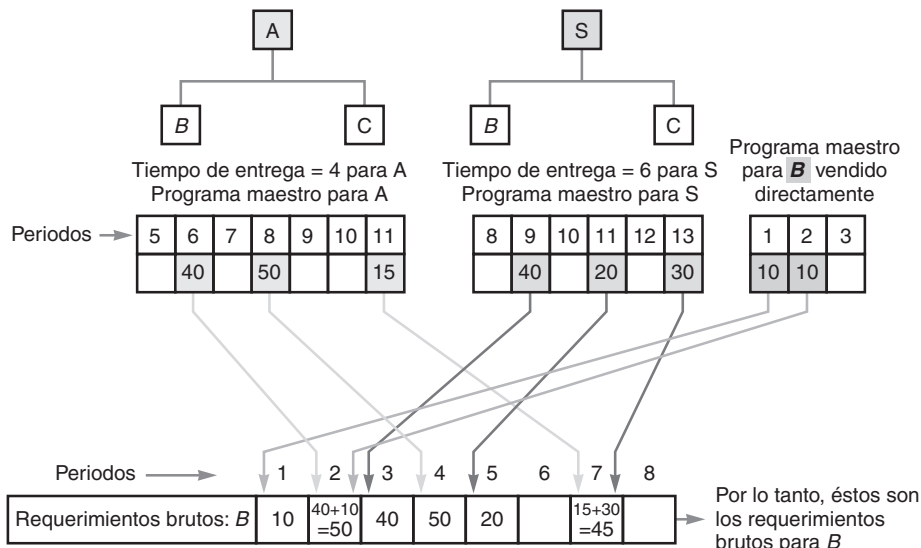 A
S
B
C
B
C
Tiempo de entrega = 4 para A
Programa maestro para A
Tiempo de entrega = 6 para S
Programa maestro para S
Programa maestro
para B vendido
directamente
Periodos
5 6 7 8 9 10 11
40 50 15
8 9 10 11 12 13
40 20 30
1 2 3
10 10
Periodos
1 2 3 4 5 6 7 8
Requerimientos brutos: B
10
40+10
=50
40
50
20
15+30
=45
Por lo tanto, éstos son
los requerimientos
brutos para B